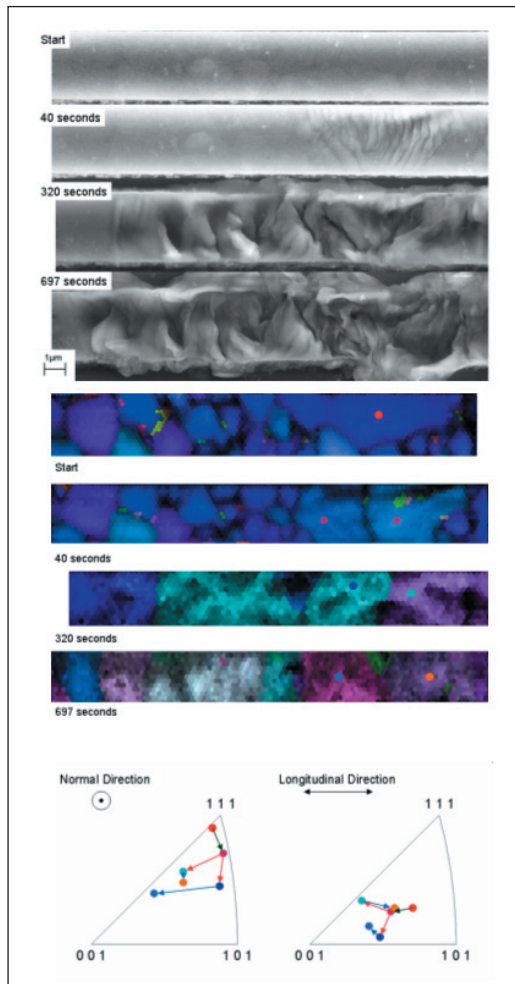 Start
40 seconds
320 seconds
697 seconds
1µm
Start
40 seconds
320 seconds
697 seconds
Normal Direction
Longitudinal Direction
1 1 1
1 1 1
0 0 1
1 0 1
0 0 1
1 0 1